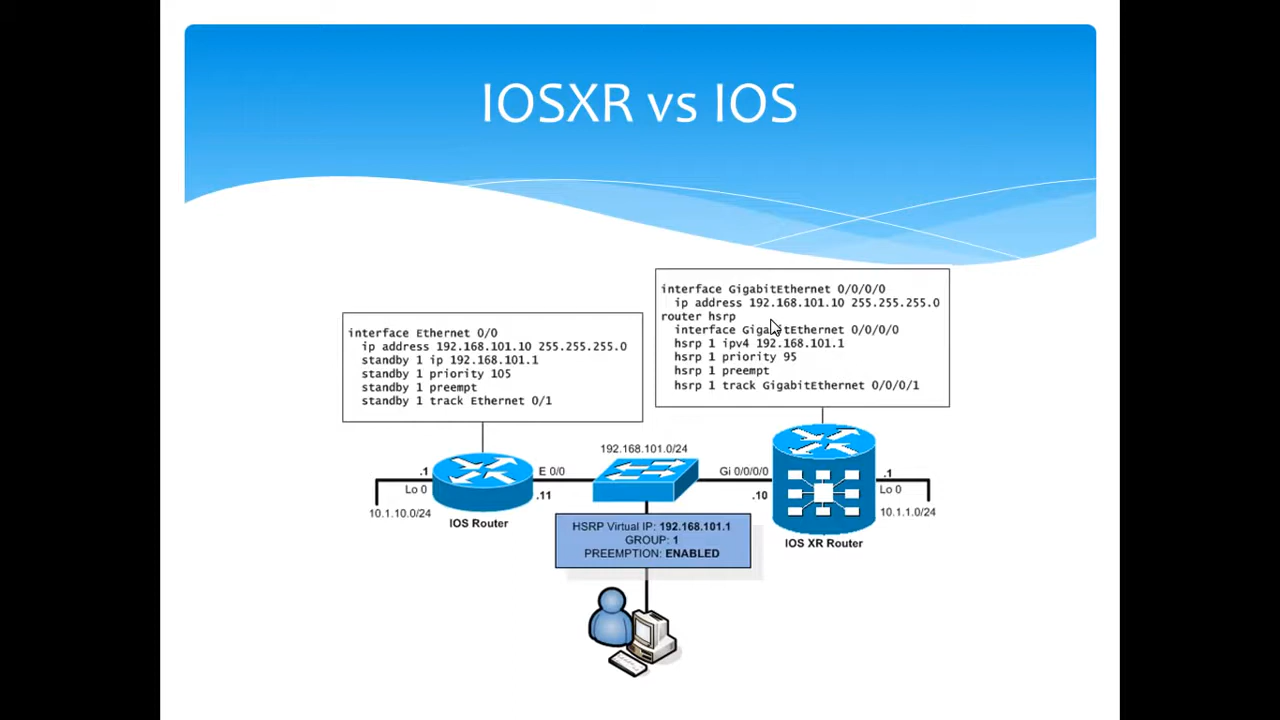 IOSXR vs IOS
interface Ethernet 0/0
ip address 192.168.101.10 255.255.255.0
standby 1 ip 192.168.101.1
standby 1 priority 105
standby 1 preempt
standby 1 track Ethernet 0/1
interface GigabitEthernet 0/0/0/0
ip address 192.168.101.10 255.255.255.0
router hsrp
interface GigabitEthernet 0/0/0/0
hsrp 1 ipv4 192.168.101.1
hsrp 1 priority 95
hsrp 1 preempt
hsrp 1 track GigabitEthernet 0/0/0/1
.1
Lo 0
10.1.10.0/24
IOS Router
E 0/0
.11
192.168.101.0/24
Gi 0/0/0/0
.10
.1
Lo 0
10.1.1.0/24
IOS XR Router
HSRP Virtual IP: 192.168.101.1
GROUP: 1
PREEMPTION: ENABLED